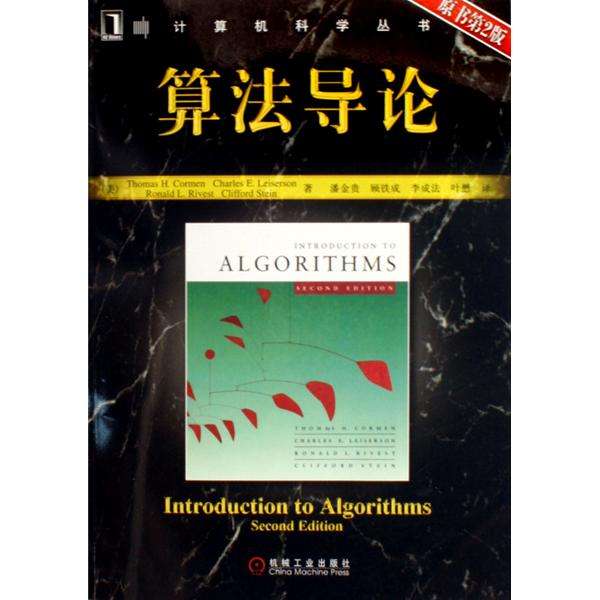 计算机科学丛书
原书第2版
算法导论
(美) Thomas H. Cormen Charles E. Leiserson
Ronald L. Rivest Clifford Stein 著 潘金贵 顾铁成 李成法 叶懋 译
INTRODUCTION TO
ALGORITHMS
SECOND EDITION
THOMAS H. CORMEN
CHARLES E. LEISERSON
RONALD L. RIVEST
CLIFFORD STEIN
Introduction to Algorithms
Second Edition
机械工业出版社
China Machine Press